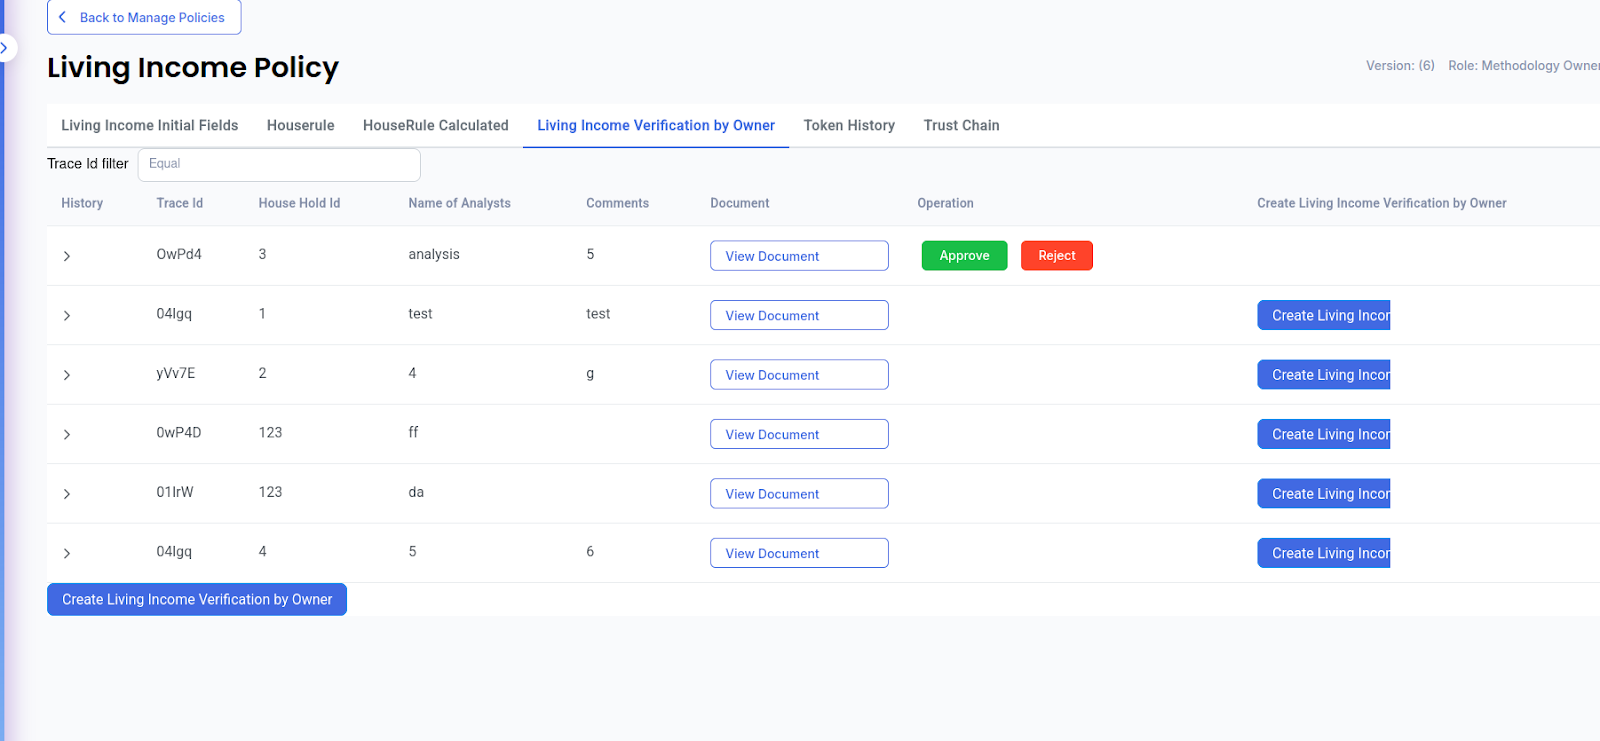 Back to Manage Policies
Living Income Policy
Version: (6) Role: Methodology Owner
Living Income Initial Fields Houserule HouseRule Calculated Living Income Verification by Owner Token History Trust Chain
Trace Id filter Equal
History Trace Id House Hold Id Name of Analysts Comments Document Operation Create Living Income Verification by Owner
OwPd4 3 analysis 5 View Document Approve Reject
04lgq 1 test test View Document Create Living Incor
yVv7E 2 4 g View Document Create Living Incor
0wP4D 123 ff View Document Create Living Incor
01lrW 123 da View Document Create Living Incor
04lgq 4 5 6 View Document Create Living Incor
Create Living Income Verification by Owner